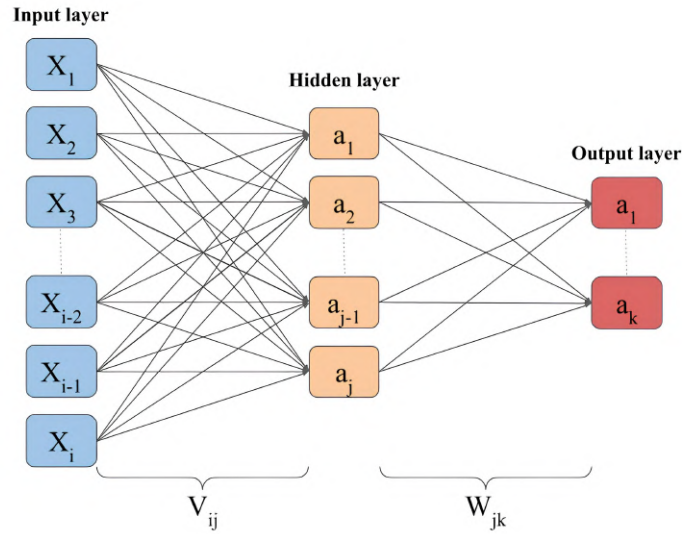 Input layer
X₁
X₂
X₃
Xᵢ₋₂
Xᵢ₋₁
Xᵢ
Hidden layer
a₁
a₂
aⱼ₋₁
aⱼ
Output layer
a₁
aₖ
Vᵢⱼ
Wⱼₖ